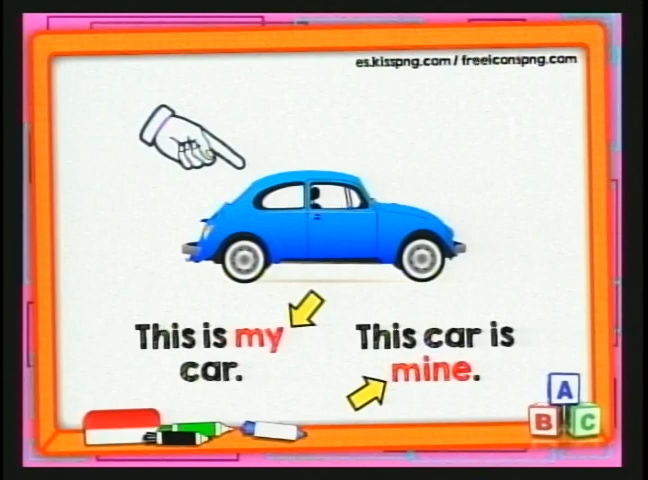 es.kisspng.com / freeiconspng.com
This is my
car.
This car is
mine.
A
B C